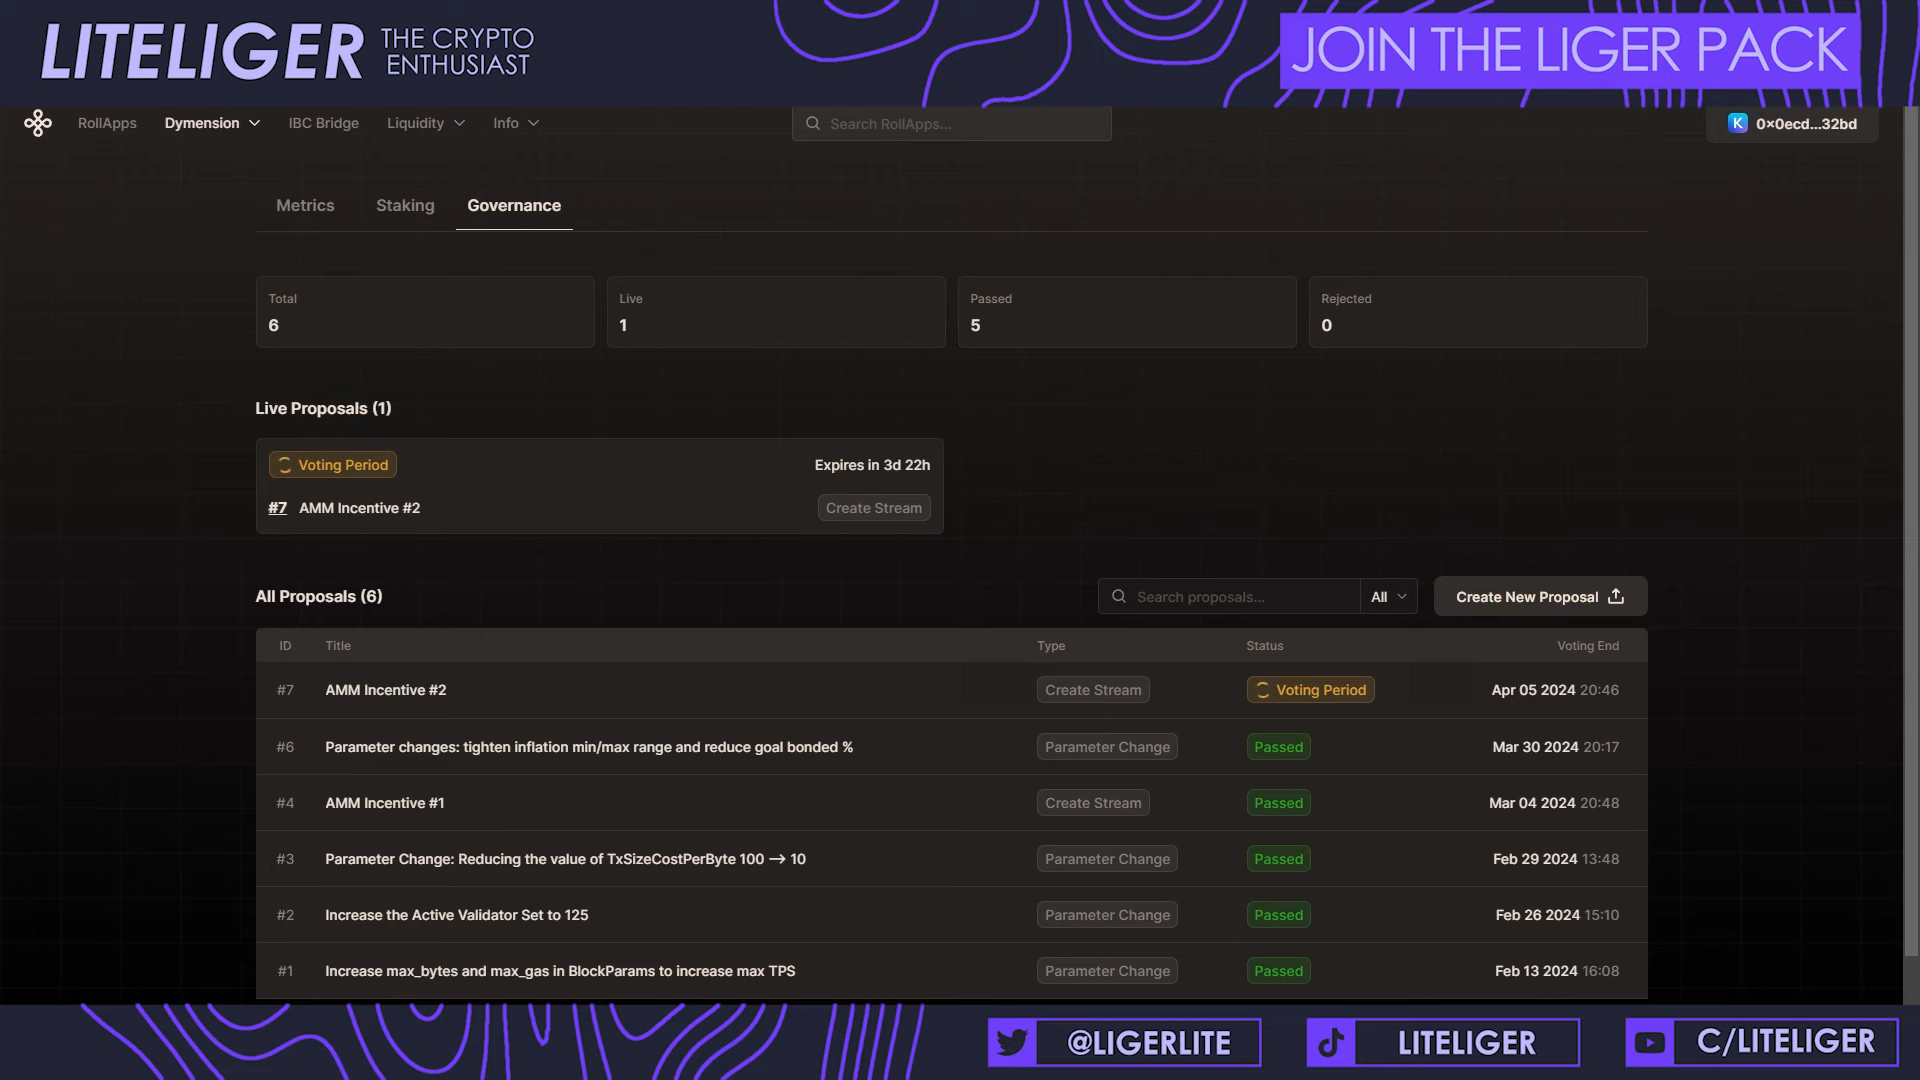 LITELIGER THE CRYPTO ENTHUSIAST
JOIN THE LIGER PACK
RollApps Dymension IBC Bridge Liquidity Info
Search RollApps...
K 0x0ecd...32bd
Metrics Staking Governance
Total Live Passed Rejected
6 1 5 0
Live Proposals (1)
Voting Period Expires in 3d 22h
#7 AMM Incentive #2 Create Stream
All Proposals (6) Search proposals... All Create New Proposal
ID Title Type Status Voting End
#7 AMM Incentive #2 Create Stream Voting Period Apr 05 2024 20:46
#6 Parameter changes: tighten inflation min/max range and reduce goal bonded % Parameter Change Passed Mar 30 2024 20:17
#4 AMM Incentive #1 Create Stream Passed Mar 04 2024 20:48
#3 Parameter Change: Reducing the value of TxSizeCostPerByte 100 → 10 Parameter Change Passed Feb 29 2024 13:48
#2 Increase the Active Validator Set to 125 Parameter Change Passed Feb 26 2024 15:10
#1 Increase max_bytes and max_gas in BlockParams to increase max TPS Parameter Change Passed Feb 13 2024 16:08
@LIGERLITE LITELIGER C/LITELIGER